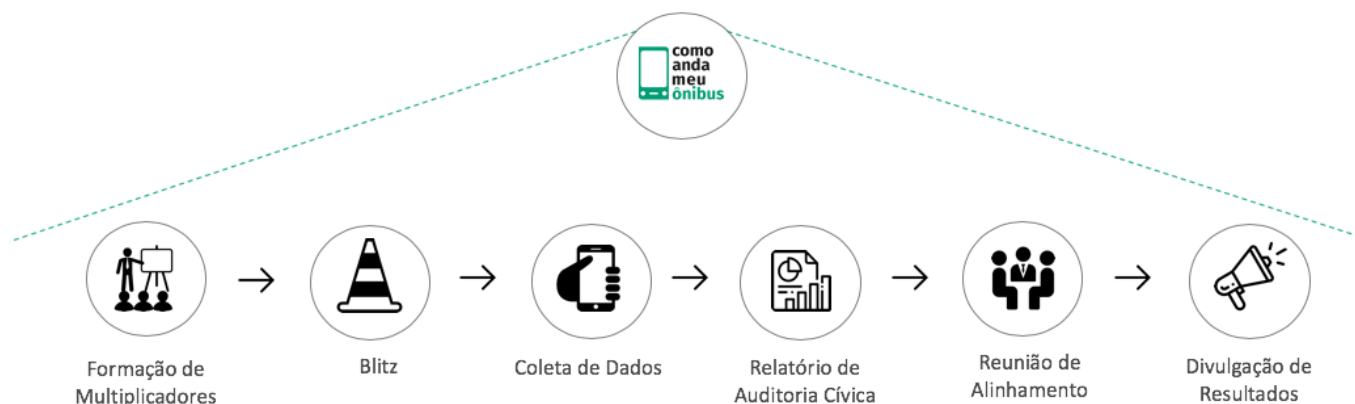 como
anda
meu
ônibus
Formação de
Multiplicadores
Blitz
Coleta de Dados
Relatório de
Auditoria Cívica
Reunião de
Alinhamento
Divulgação de
Resultados